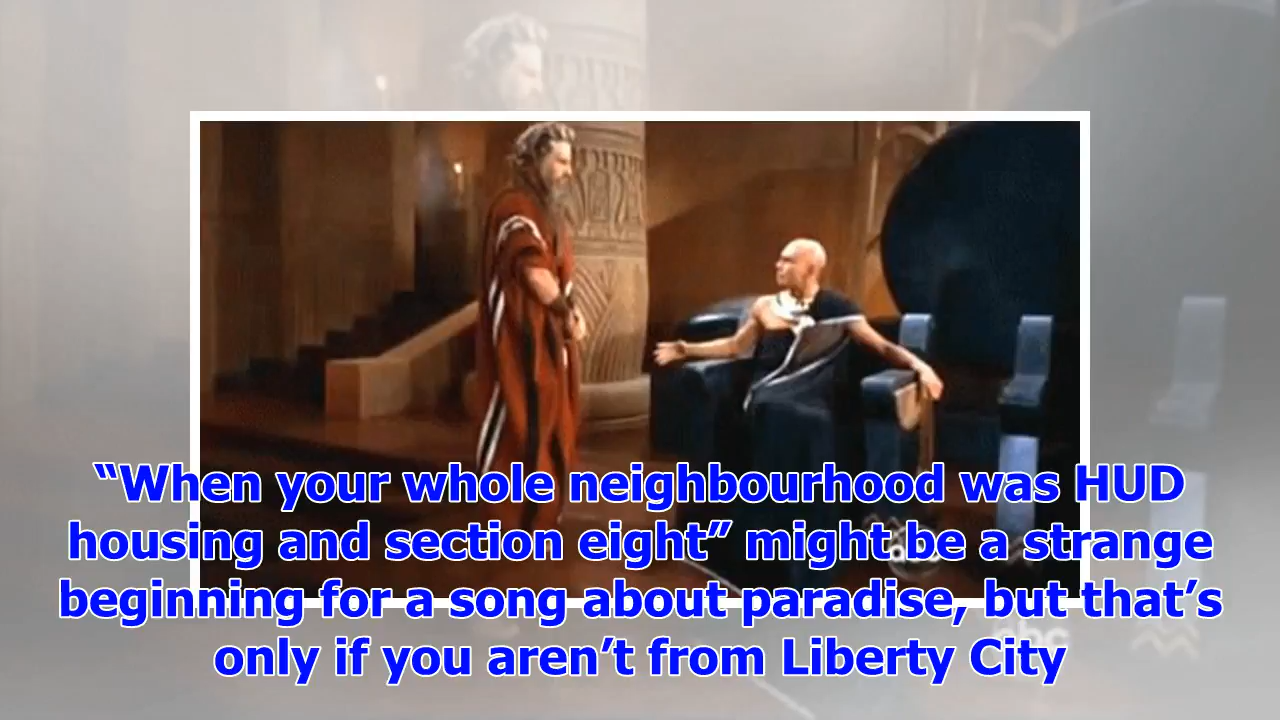 “When your whole neighbourhood was HUD
housing and section eight” might be a strange
beginning for a song about paradise, but that’s
only if you aren’t from Liberty City
abc